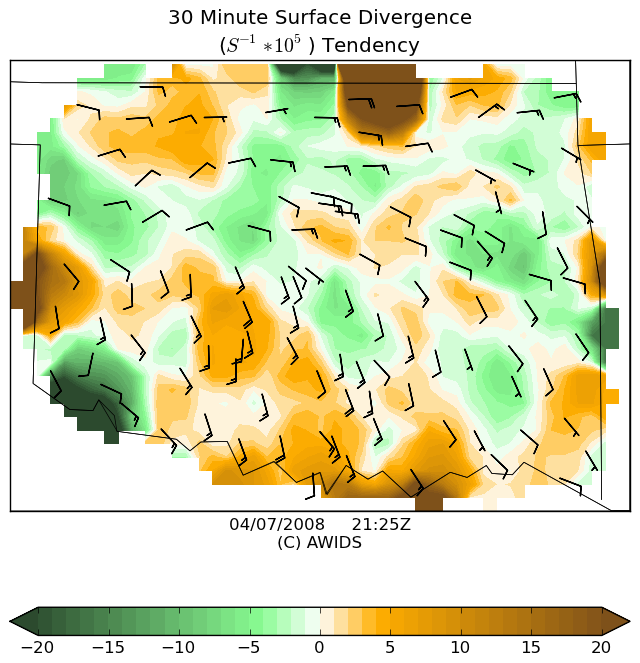 30 Minute Surface Divergence
(S⁻¹ * 10⁵ ) Tendency
04/07/2008 21:25Z
(C) AWIDS
−20 −15 −10 −5 0 5 10 15 20